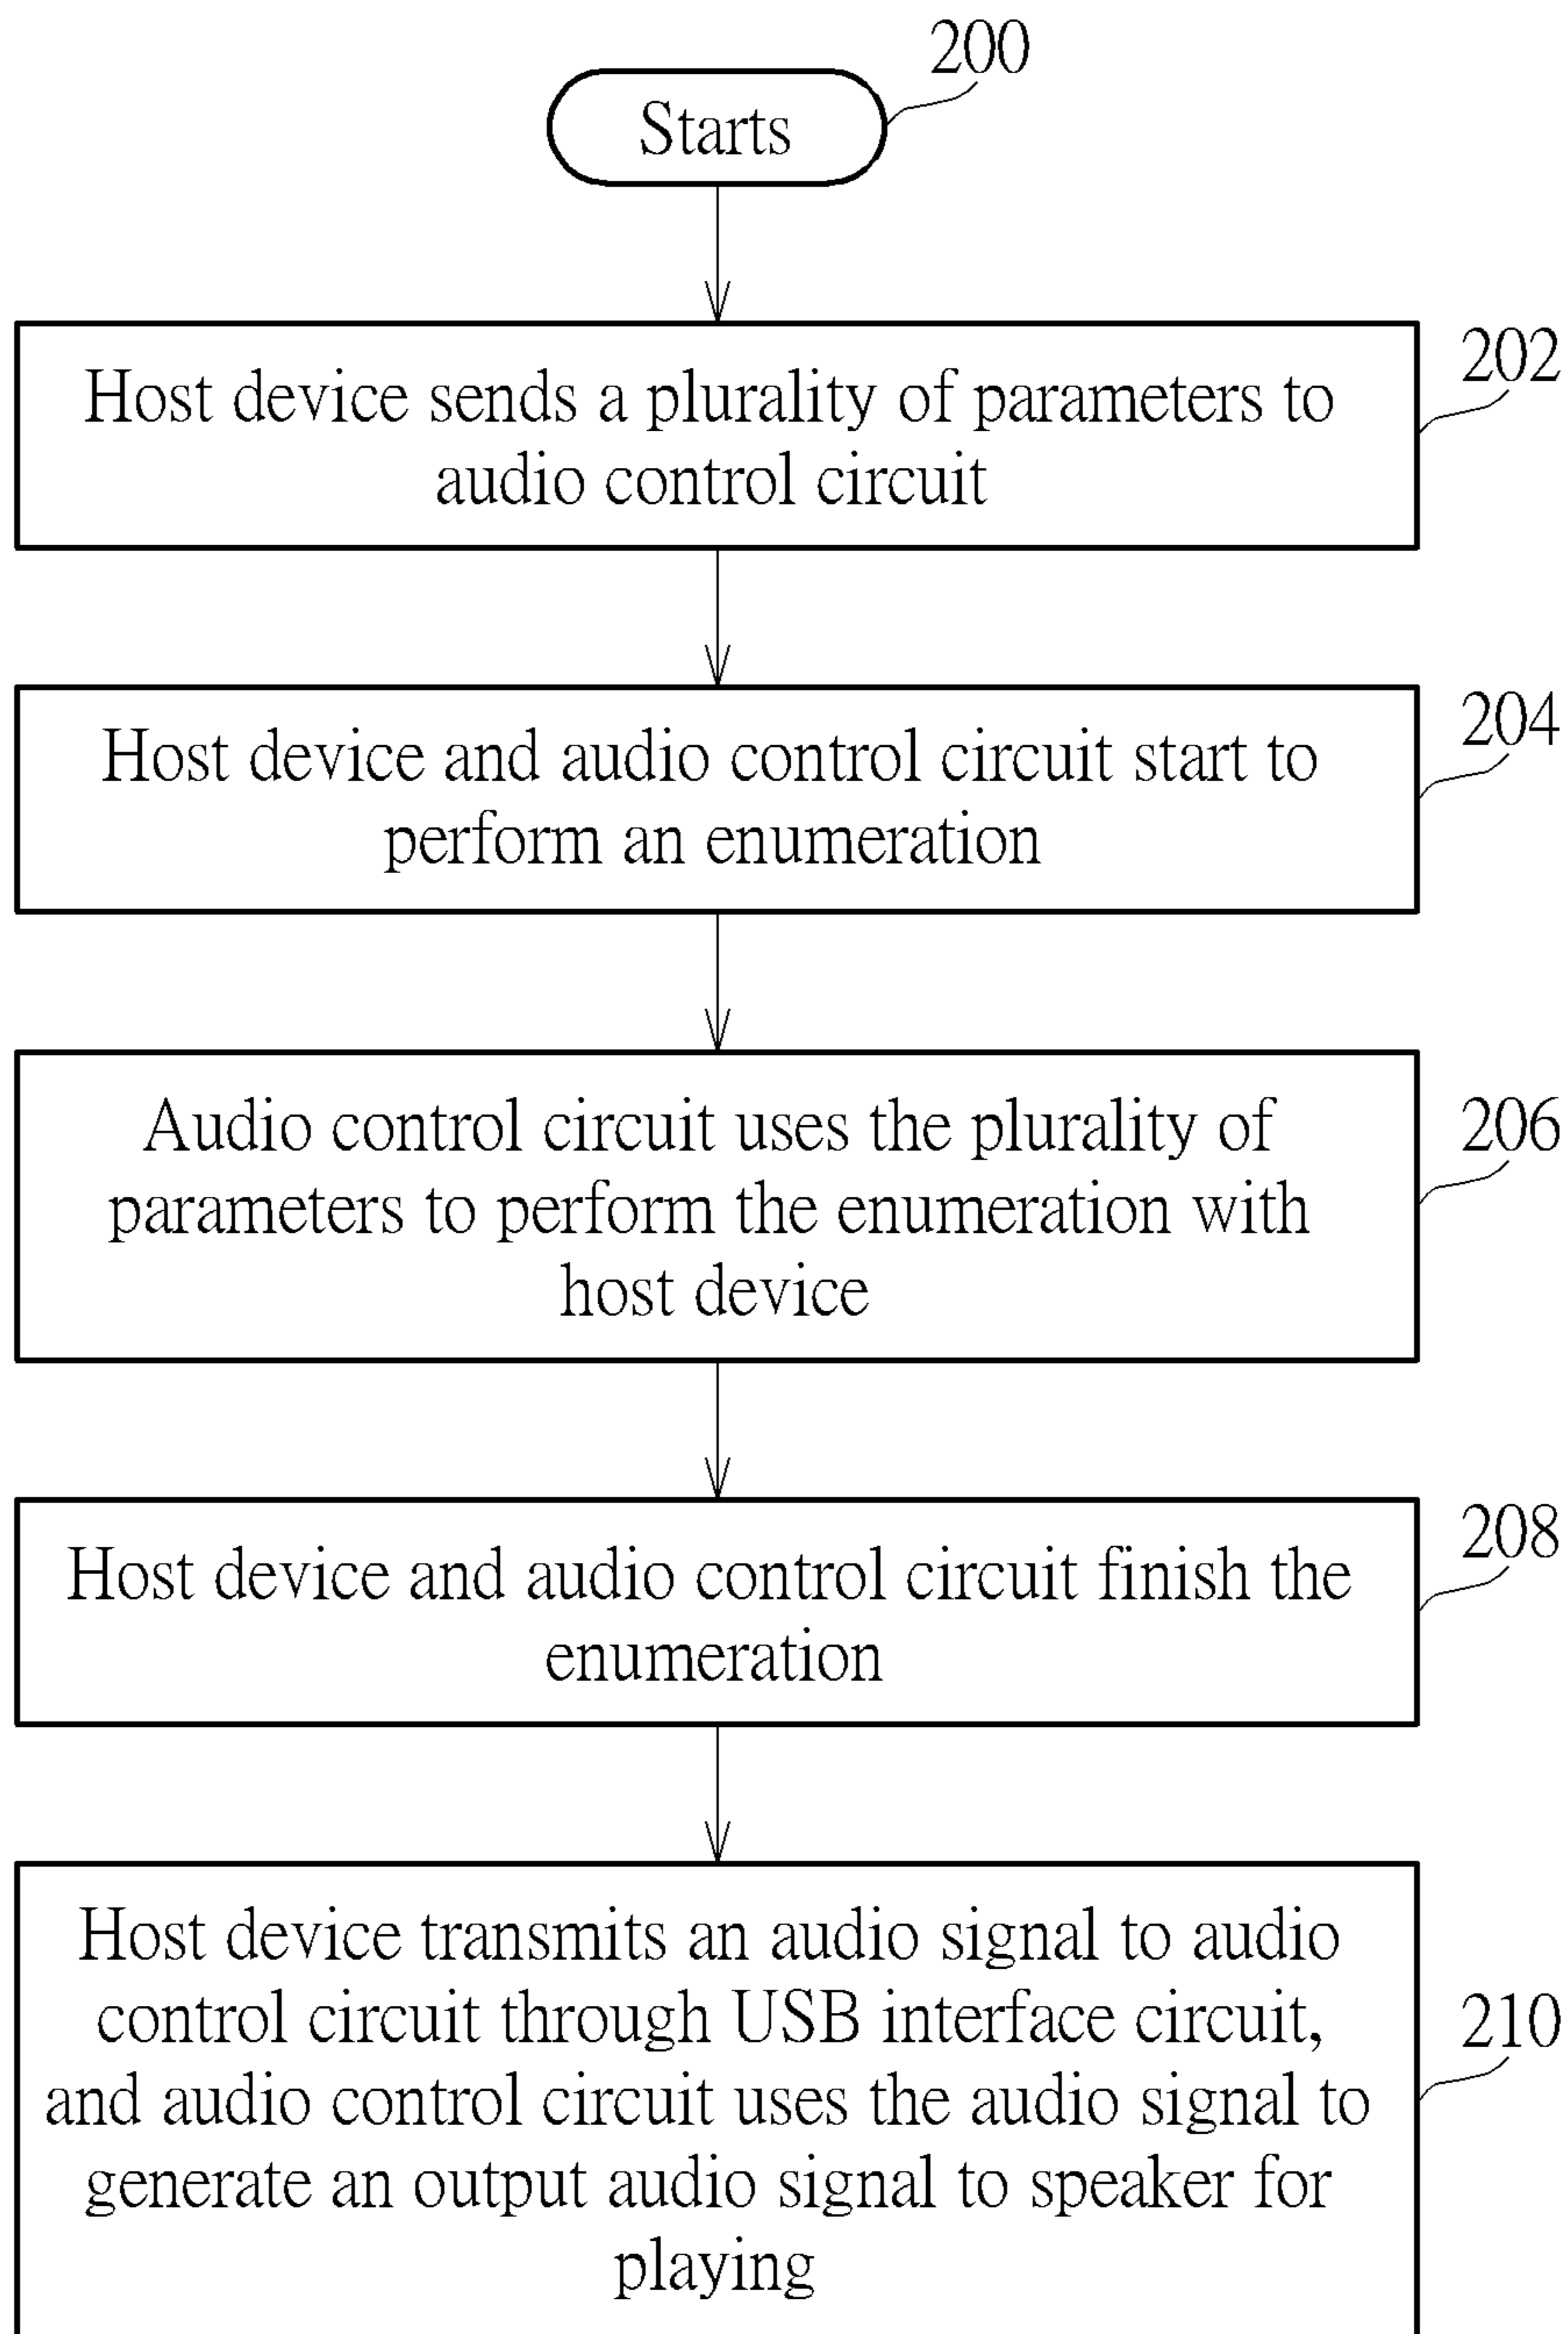 200
Starts
202
Host device sends a plurality of parameters to
audio control circuit
204
Host device and audio control circuit start to
perform an enumeration
206
Audio control circuit uses the plurality of
parameters to perform the enumeration with
host device
208
Host device and audio control circuit finish the
enumeration
210
Host device transmits an audio signal to audio
control circuit through USB interface circuit,
and audio control circuit uses the audio signal to
generate an output audio signal to speaker for
playing